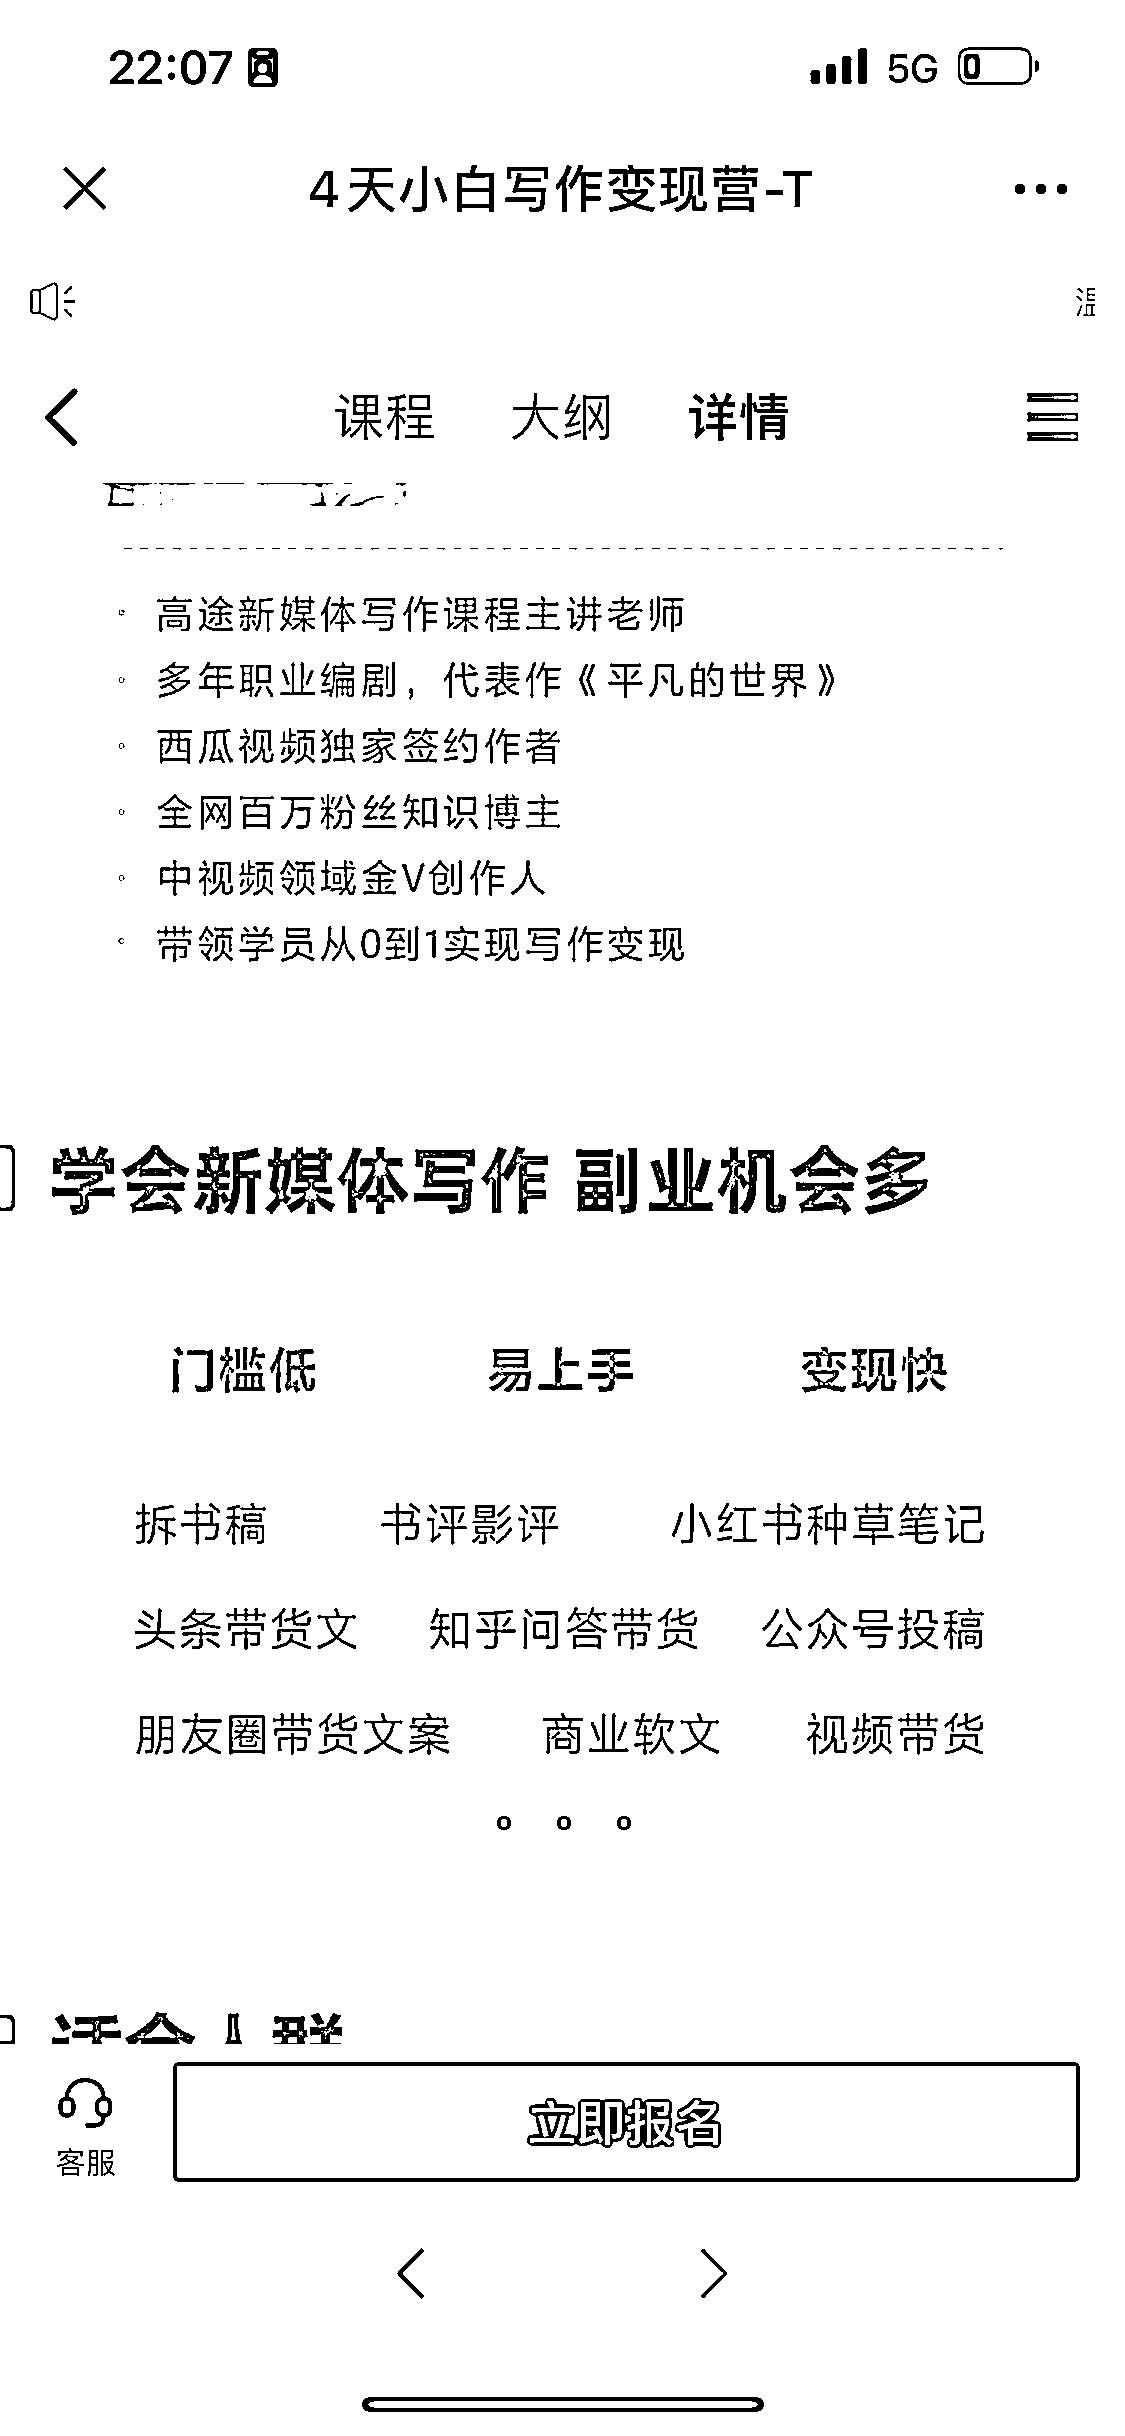 22:07 5G
4天小白写作变现营-T
课程 大纲 详情
高途新媒体写作课程主讲老师
多年职业编剧，代表作《平凡的世界》
西瓜视频独家签约作者
全网百万粉丝知识博主
中视频领域金V创作人
带领学员从0到1实现写作变现
学会新媒体写作 副业机会多
门槛低 易上手 变现快
拆书稿 书评影评 小红书种草笔记
头条带货文 知乎问答带货 公众号投稿
朋友圈带货文案 商业软文 视频带货
适合人群
立即报名
客服